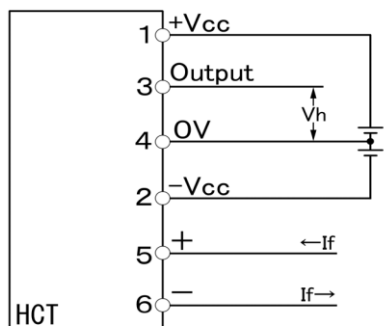 1 +Vcc
3 Output
Vh
4 0V
2 -Vcc
5 + ←If
6 − If→
HCT